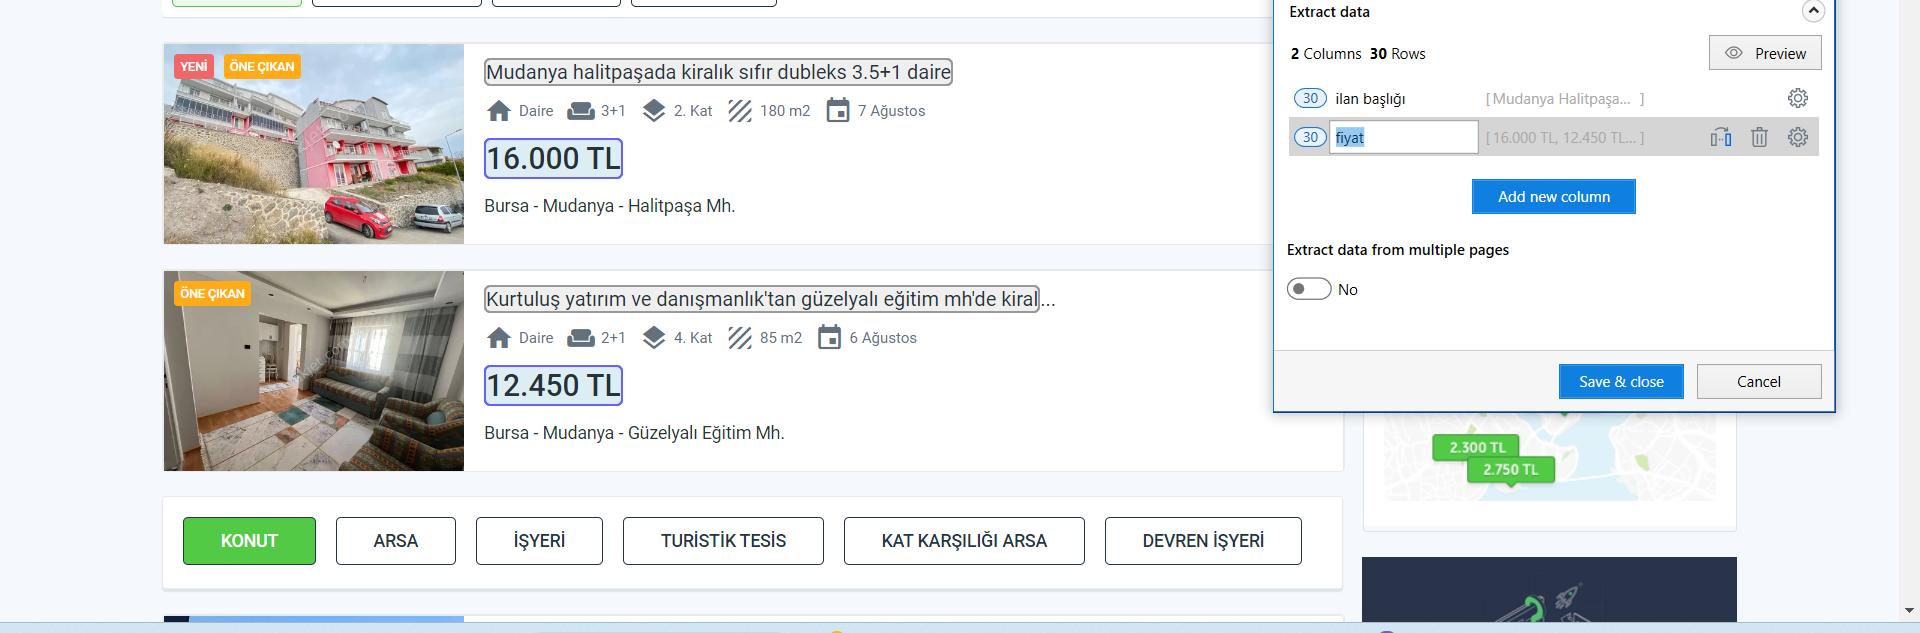 YENİ
ÖNE ÇIKAN
Mudanya halitpaşada kiralık sıfır dubleks 3.5+1 daire
Daire 3+1 2. Kat 180 m2 7 Ağustos
16.000 TL
Bursa - Mudanya - Halitpaşa Mh.
ÖNE ÇIKAN
Kurtuluş yatırım ve danışmanlık'tan güzelyalı eğitim mh'de kiral...
Daire 2+1 4. Kat 85 m2 6 Ağustos
12.450 TL
Bursa - Mudanya - Güzelyalı Eğitim Mh.
KONUT ARSA İŞYERİ TURİSTİK TESİS KAT KARŞILIĞI ARSA DEVREN İŞYERİ
Extract data
2 Columns 30 Rows
Preview
30 ilan başlığı [ Mudanya Halitpaşa... ]
30 fiyat [ 16.000 TL, 12.450 TL... ]
Add new column
Extract data from multiple pages
No
Save & close
Cancel
2.300 TL
2.750 TL